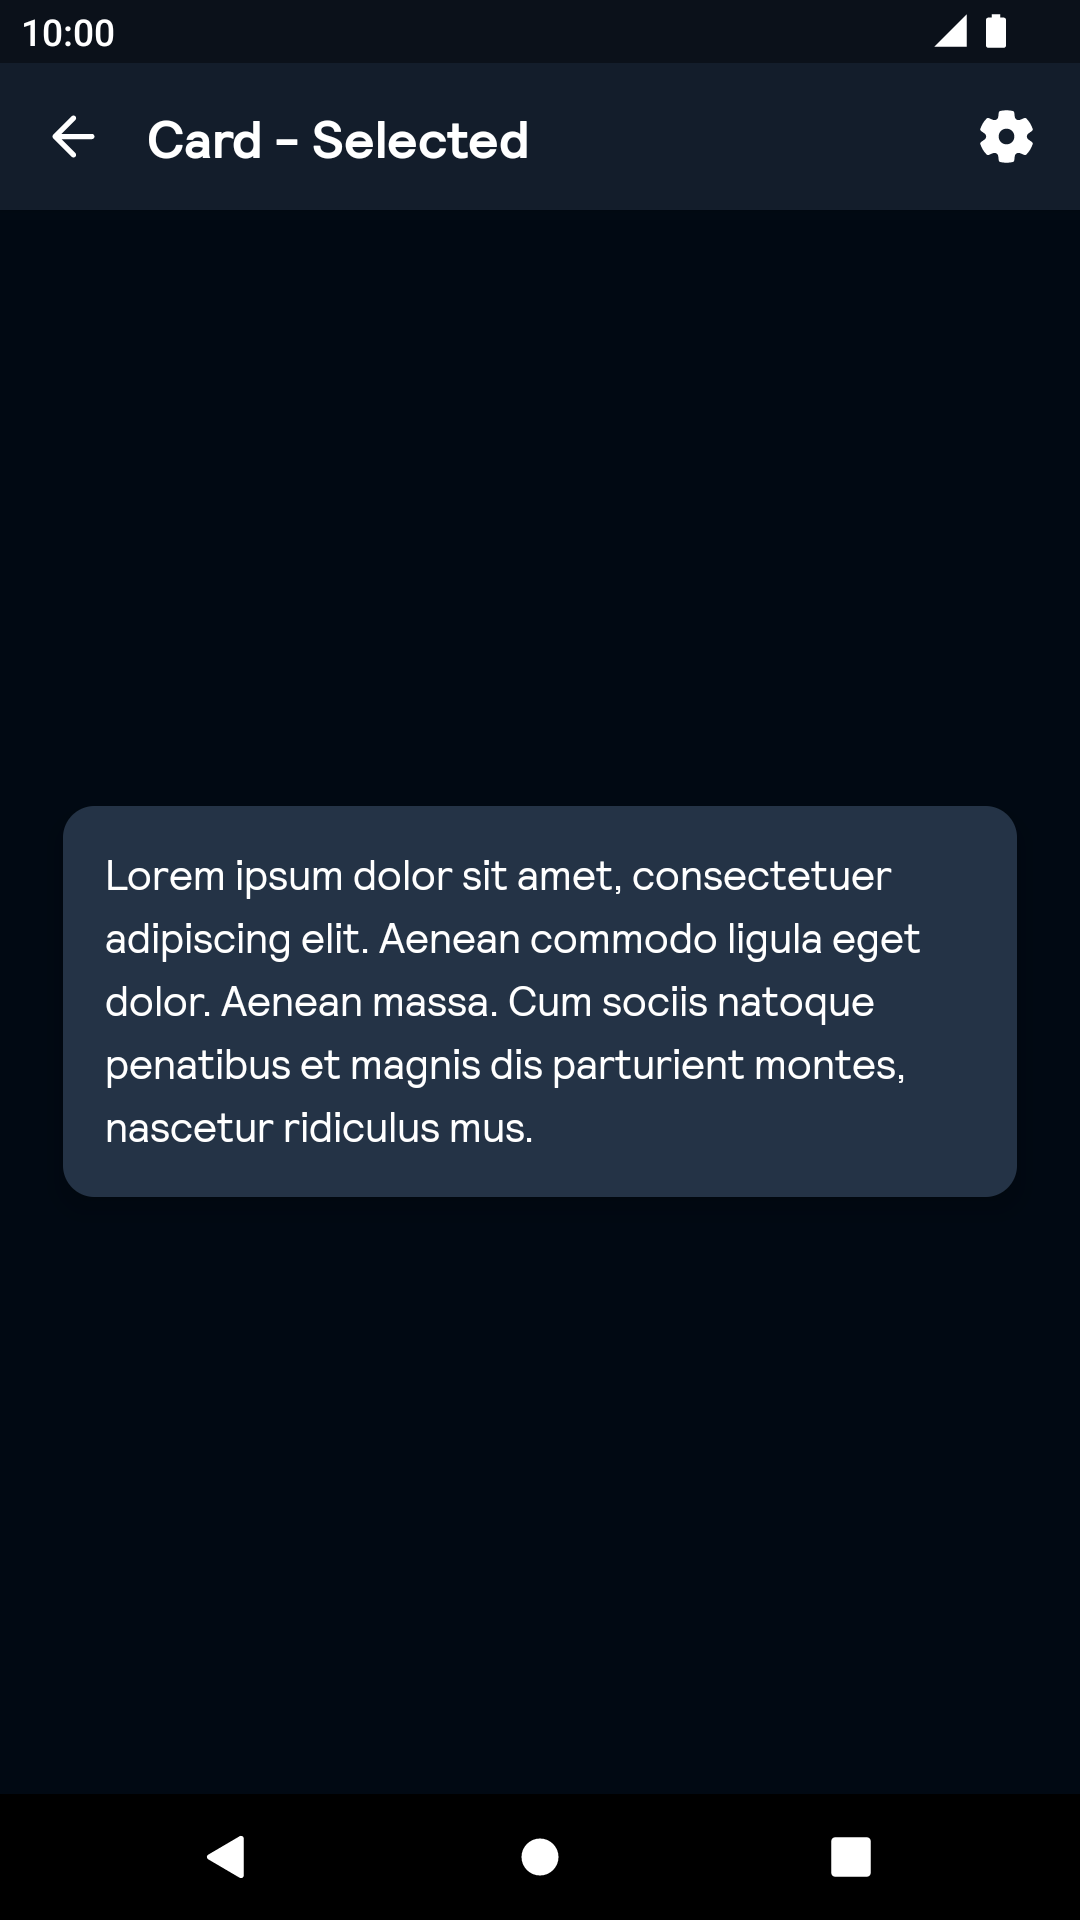 10:00
Card - Selected
Lorem ipsum dolor sit amet, consectetuer
adipiscing elit. Aenean commodo ligula eget
dolor. Aenean massa. Cum sociis natoque
penatibus et magnis dis parturient montes,
nascetur ridiculus mus.